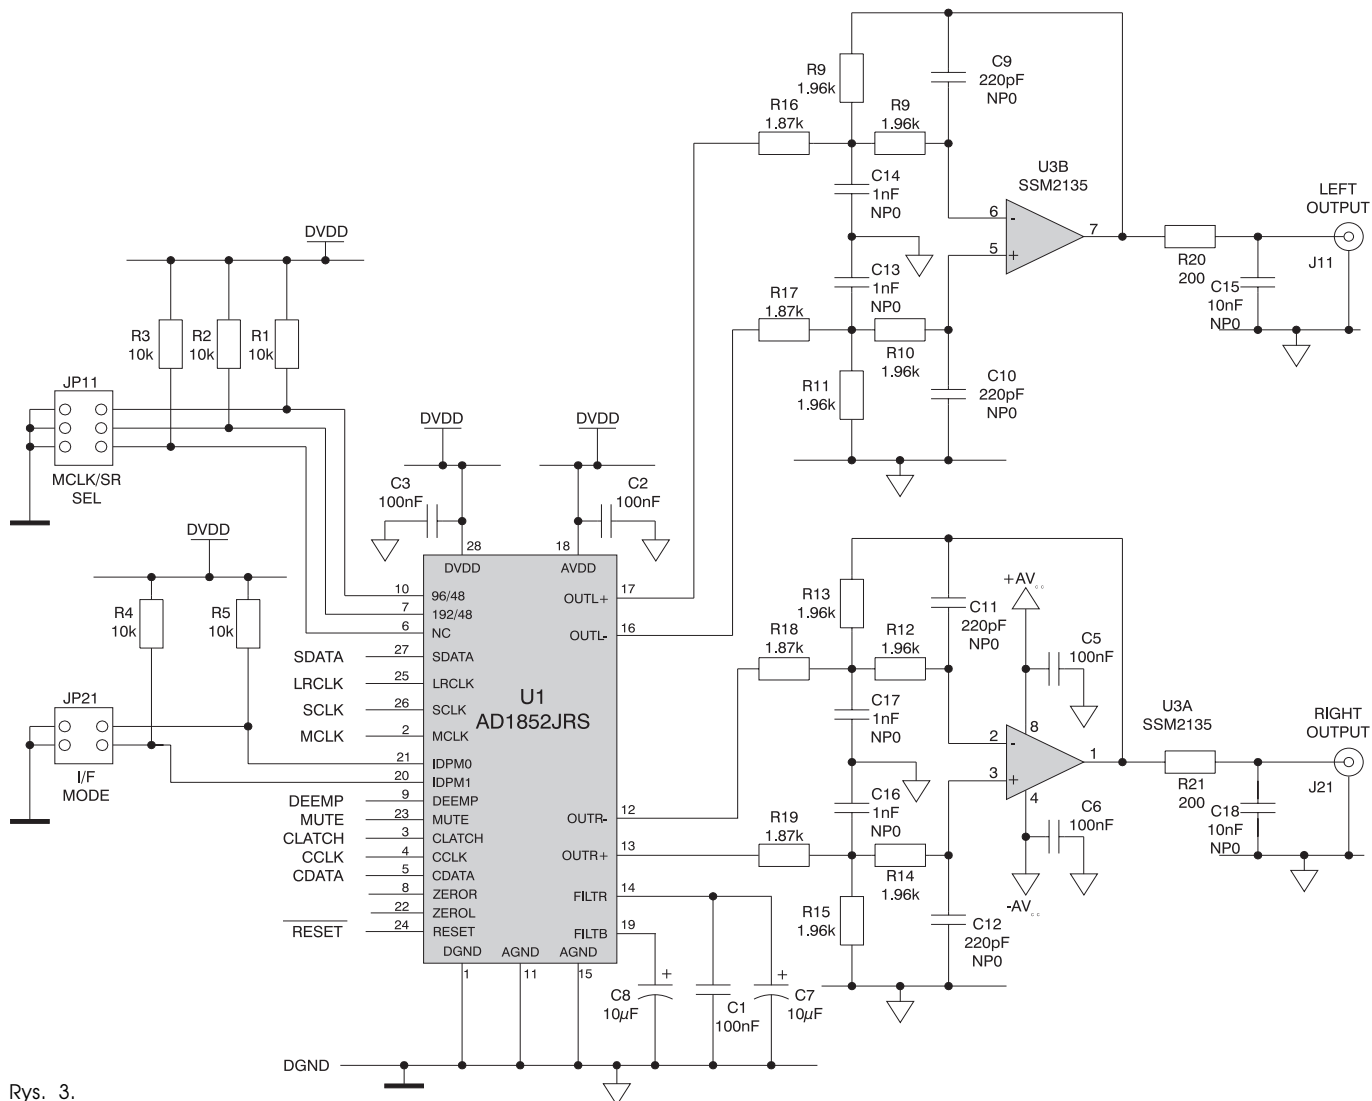 R9
1.96k
C9
220pF
NP0
R16
1.87k
R9
1.96k
U3B
SSM2135
C14
1nF
NP0
6
-
5
+
7
LEFT
OUTPUT
R20
200
C15
10nF
NP0
J11
R17
1.87k
C13
1nF
NP0
R10
1.96k
R11
1.96k
C10
220pF
NP0
DVDD
R3
10k
R2
10k
R1
10k
JP11
MCLK/SR
SEL
DVDD
DVDD
C3
100nF
C2
100nF
DVDD
R4
10k
R5
10k
JP21
I/F
MODE
28
DVDD
18
AVDD
10
96/48
7
192/48
6
NC
SDATA
27
SDATA
LRCLK
25
LRCLK
SCLK
26
SCLK
MCLK
2
MCLK
21
IDPM0
20
IDPM1
DEEMP
9
DEEMP
MUTE
23
MUTE
CLATCH
3
CLATCH
CCLK
4
CCLK
CDATA
5
CDATA
8
ZEROR
22
ZEROL
RESET
24
RESET
U1
AD1852JRS
OUTL+
17
OUTL-
16
OUTR-
12
OUTR+
13
FILTR
14
FILTB
19
DGND
1
AGND
11
AGND
15
R13
1.96k
C11
220pF
NP0
+AVcc
C5
100nF
R18
1.87k
R12
1.96k
C17
1nF
NP0
2
-
3
+
8
4
1
U3A
SSM2135
RIGHT
OUTPUT
R21
200
C18
10nF
NP0
J21
R19
1.87k
C16
1nF
NP0
R14
1.96k
C6
100nF
-AVcc
R15
1.96k
C12
220pF
NP0
C8
10µF
+
C1
100nF
+
C7
10µF
DGND
Rys. 3.